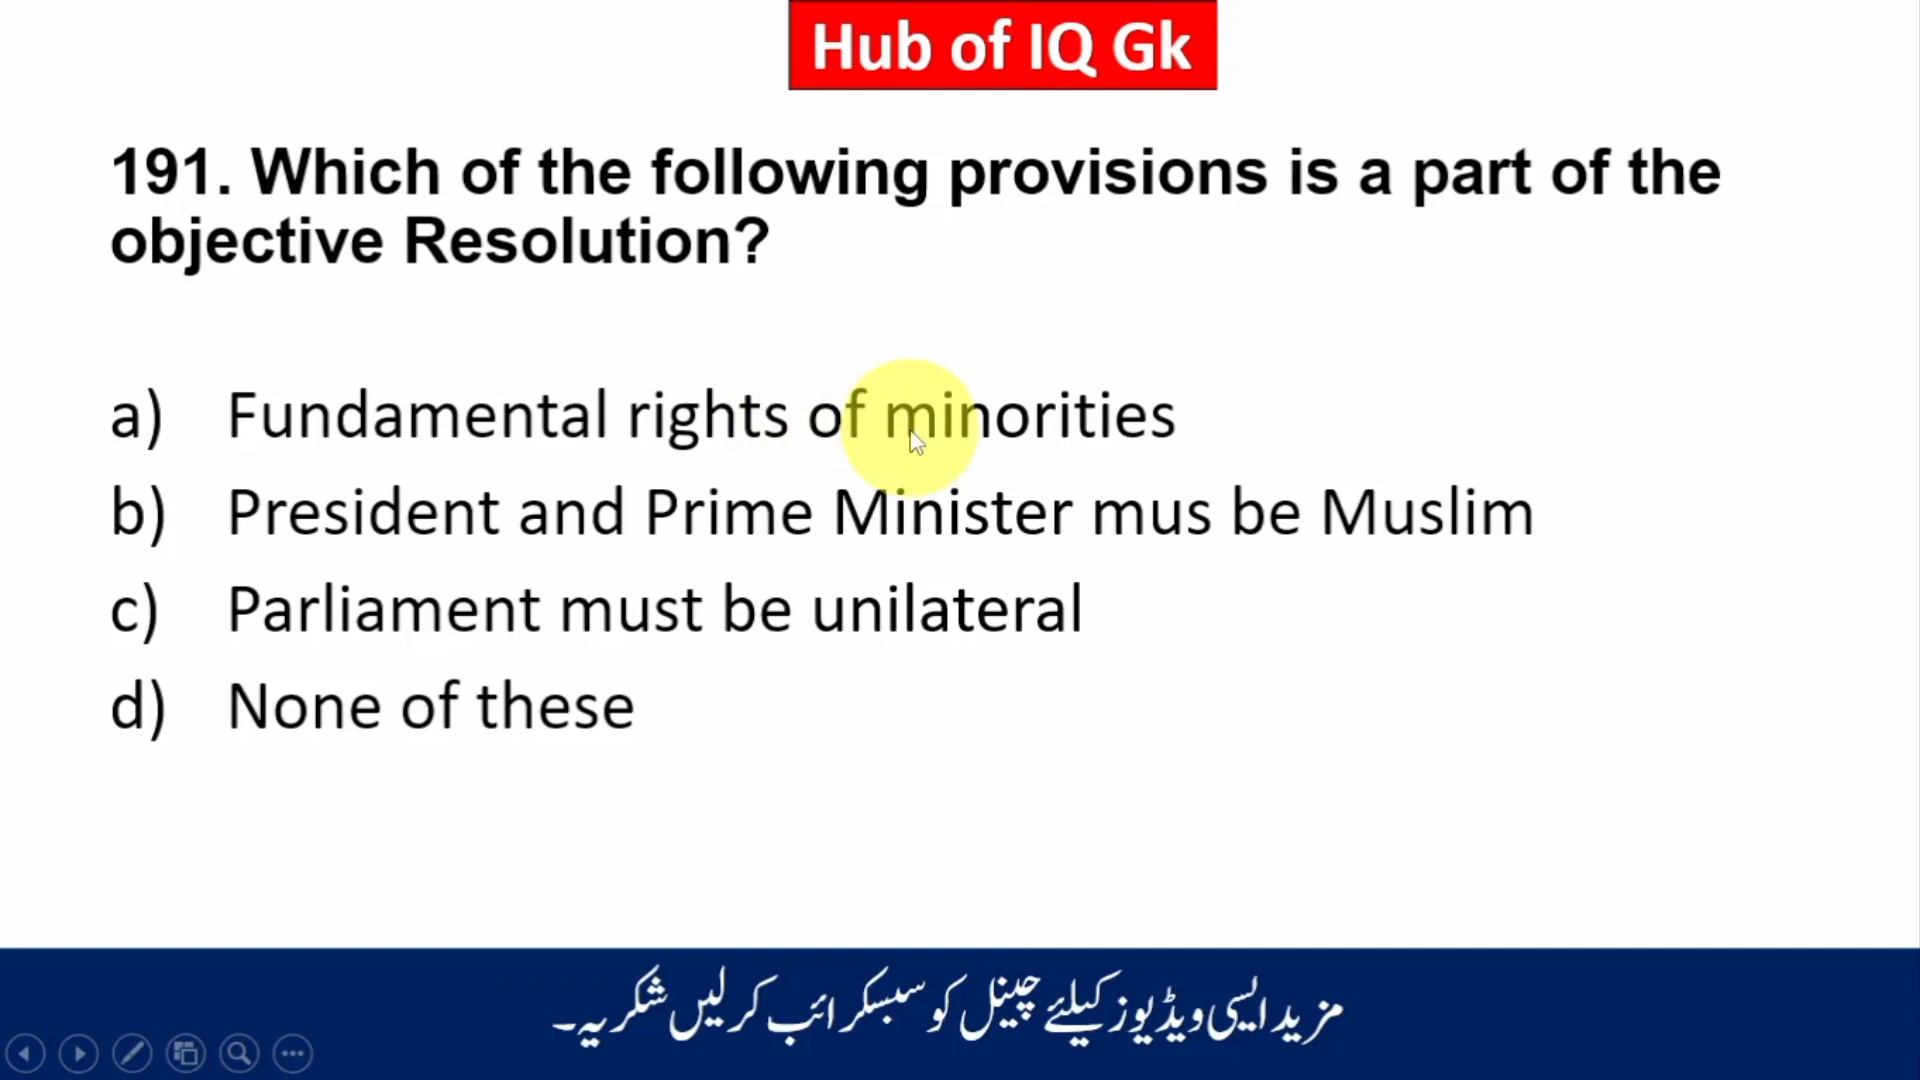 Hub of IQ Gk
191. Which of the following provisions is a part of the
objective Resolution?
a) Fundamental rights of minorities
b) President and Prime Minister mus be Muslim
c) Parliament must be unilateral
d) None of these
مزید ایسی ویڈیوز کیلئے چینل کو سبسکرائب کر لیں شکریہ۔